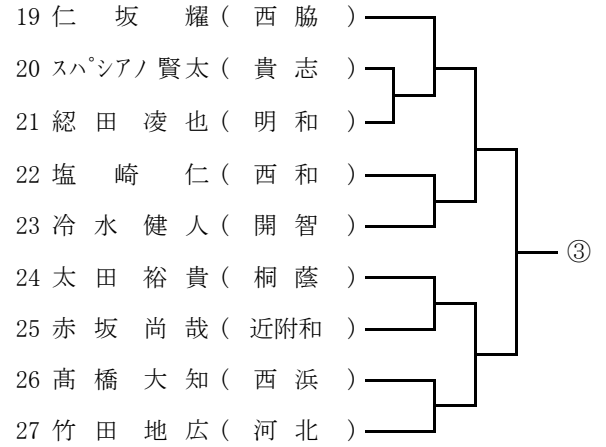 19 仁坂 耀 ( 西脇 )
20 スパシアノ賢太 ( 貴志 )
21 綛田凌也 ( 明和 )
22 塩崎 仁 ( 西和 )
23 冷水健人 ( 開智 )
24 太田裕貴 ( 桐蔭 )
25 赤坂尚哉 ( 近附和 )
26 髙橋大知 ( 西浜 )
27 竹田地広 ( 河北 )
③